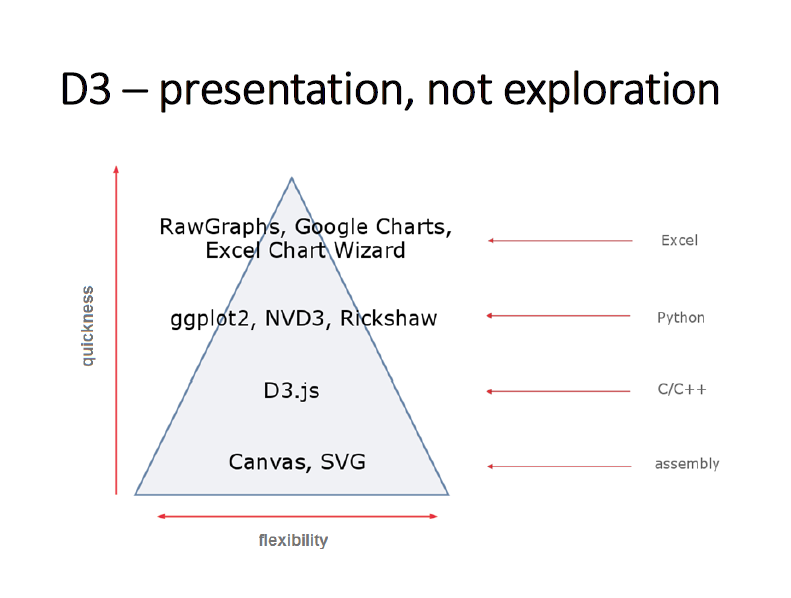 D3 – presentation, not exploration
RawGraphs, Google Charts,
Excel Chart Wizard
Excel
quickness
ggplot2, NVD3, Rickshaw
Python
D3.js
C/C++
Canvas, SVG
assembly
flexibility